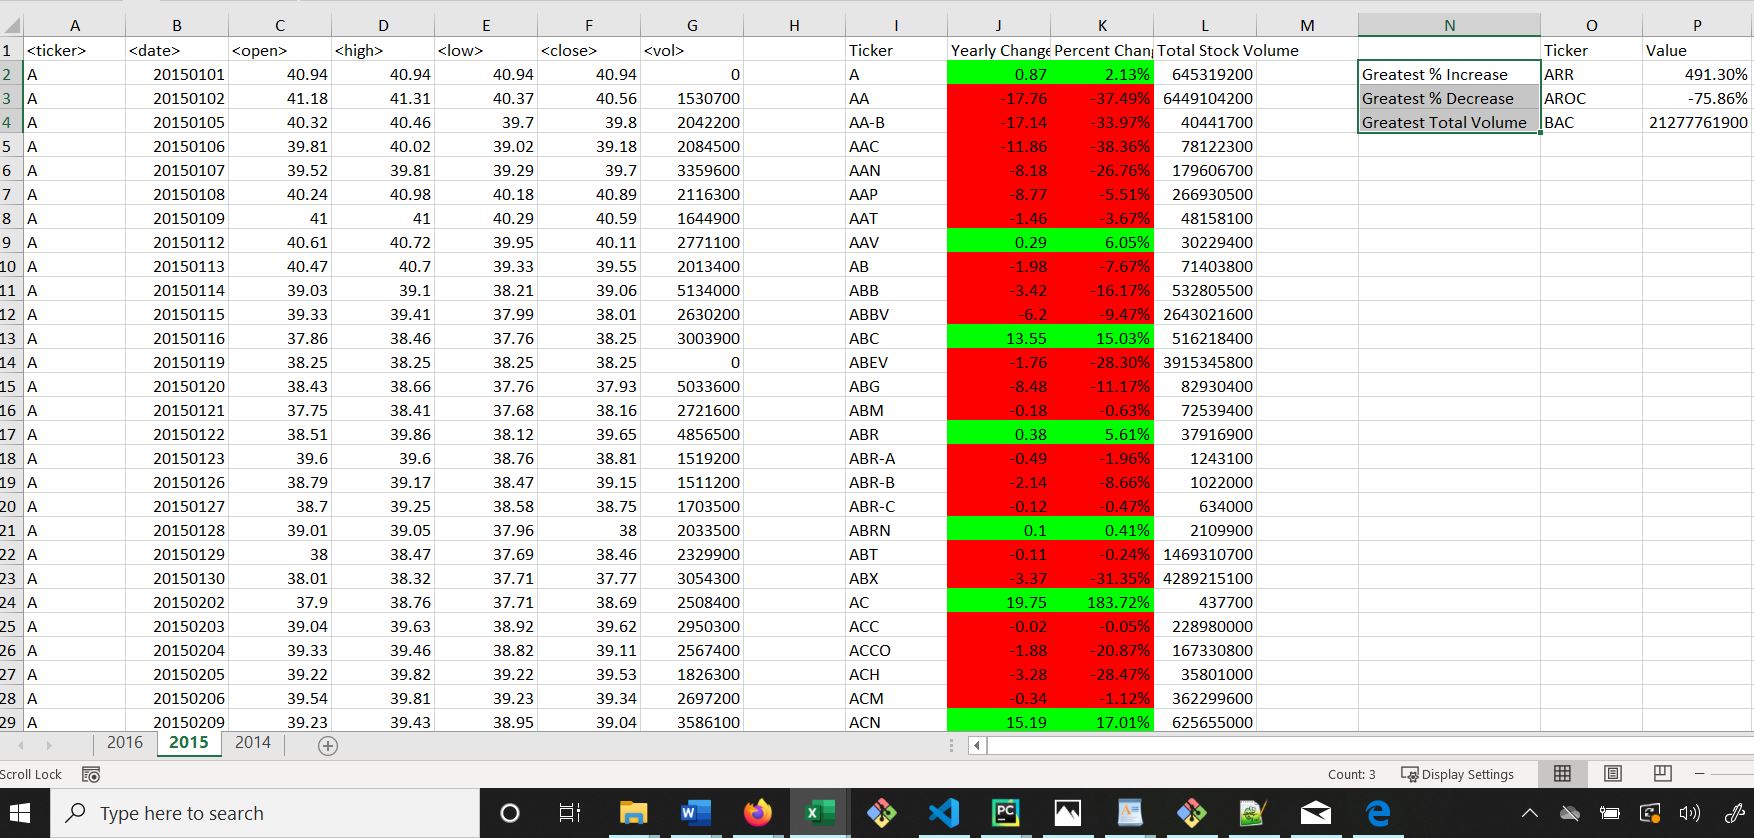 A B C D E F G H I J K L M N O P
1 <ticker> <date> <open> <high> <low> <close> <vol> Ticker Yearly Change Percent Chan Total Stock Volume Ticker Value
2 A 20150101 40.94 40.94 40.94 40.94 0 A 0.87 2.13% 645319200 Greatest % Increase ARR 491.30%
3 A 20150102 41.18 41.31 40.37 40.56 1530700 AA -17.76 -37.49% 6449104200 Greatest % Decrease AROC -75.86%
4 A 20150105 40.32 40.46 39.7 39.8 2042200 AA-B -17.14 -33.97% 40441700 Greatest Total Volume BAC 21277761900
5 A 20150106 39.81 40.02 39.02 39.18 2084500 AAC -11.86 -38.36% 78122300
6 A 20150107 39.52 39.81 39.29 39.7 3359600 AAN -8.18 -26.76% 179606700
7 A 20150108 40.24 40.98 40.18 40.89 2116300 AAP -8.77 -5.51% 266930500
8 A 20150109 41 41 40.29 40.59 1644900 AAT -1.46 -3.67% 48158100
9 A 20150112 40.61 40.72 39.95 40.11 2771100 AAV 0.29 6.05% 30229400
10 A 20150113 40.47 40.7 39.33 39.55 2013400 AB -1.98 -7.67% 71403800
11 A 20150114 39.03 39.1 38.21 39.06 5134000 ABB -3.42 -16.17% 532805500
12 A 20150115 39.33 39.41 37.99 38.01 2630200 ABBV -6.2 -9.47% 2643021600
13 A 20150116 37.86 38.46 37.76 38.25 3003900 ABC 13.55 15.03% 516218400
14 A 20150119 38.25 38.25 38.25 38.25 0 ABEV -1.76 -28.30% 3915345800
15 A 20150120 38.43 38.66 37.76 37.93 5033600 ABG -8.48 -11.17% 82930400
16 A 20150121 37.75 38.41 37.68 38.16 2721600 ABM -0.18 -0.63% 72539400
17 A 20150122 38.51 39.86 38.12 39.65 4856500 ABR 0.38 5.61% 37916900
18 A 20150123 39.6 39.6 38.76 38.81 1519200 ABR-A -0.49 -1.96% 1243100
19 A 20150126 38.79 39.17 38.47 39.15 1511200 ABR-B -2.14 -8.66% 1022000
20 A 20150127 38.7 39.25 38.58 38.75 1703500 ABR-C -0.12 -0.47% 634000
21 A 20150128 39.01 39.05 37.96 38 2033500 ABRN 0.1 0.41% 2109900
22 A 20150129 38 38.47 37.69 38.46 2329900 ABT -0.11 -0.24% 1469310700
23 A 20150130 38.01 38.32 37.71 37.77 3054300 ABX -3.37 -31.35% 4289215100
24 A 20150202 37.9 38.76 37.71 38.69 2508400 AC 19.75 183.72% 437700
25 A 20150203 39.04 39.63 38.92 39.62 2950300 ACC -0.02 -0.05% 228980000
26 A 20150204 39.33 39.46 38.82 39.11 2567400 ACCO -1.88 -20.87% 167330800
27 A 20150205 39.22 39.82 39.22 39.53 1826300 ACH -3.28 -28.47% 35801000
28 A 20150206 39.54 39.81 39.23 39.34 2697200 ACM -0.34 -1.12% 362299600
29 A 20150209 39.23 39.43 38.95 39.04 3586100 ACN 15.19 17.01% 625655000
2016 2015 2014
Scroll Lock Count: 3 Display Settings
Type here to search
PC